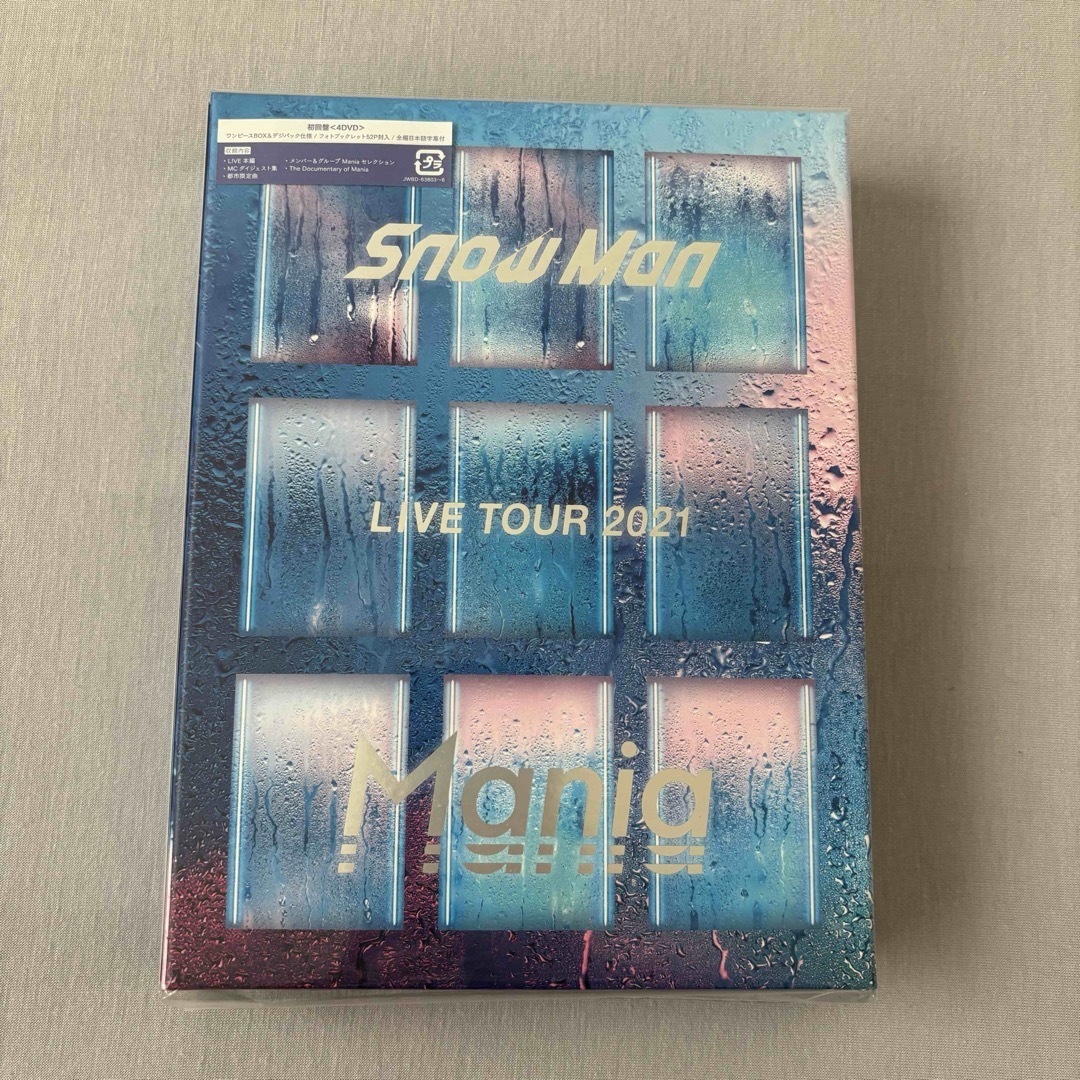 初回盤<4DVD>
ワンピースBOX&デジパック仕様 / フォトブックレット52P封入 / 全編日本語字幕付
収録内容
・LIVE 本編
・MC ダイジェスト集
・都市限定曲
・メンバー&グループ Mania セレクション
・The Documentary of Mania
プラ
JWBD-63603~6
Snow Man
LIVE TOUR 2021
Mania